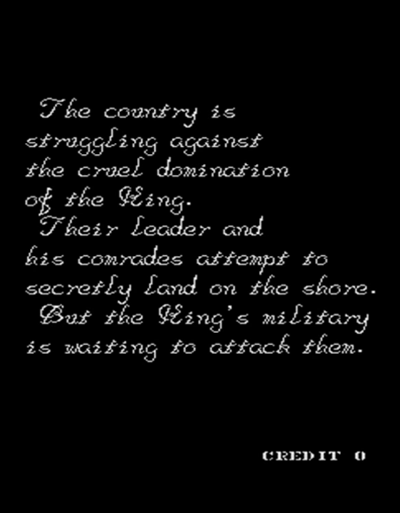 The country is
struggling against
the cruel domination
of the King.
Their leader and
his comrades attempt to
secretly land on the shore.
But the King's military
is waiting to attack them.
CREDIT 0